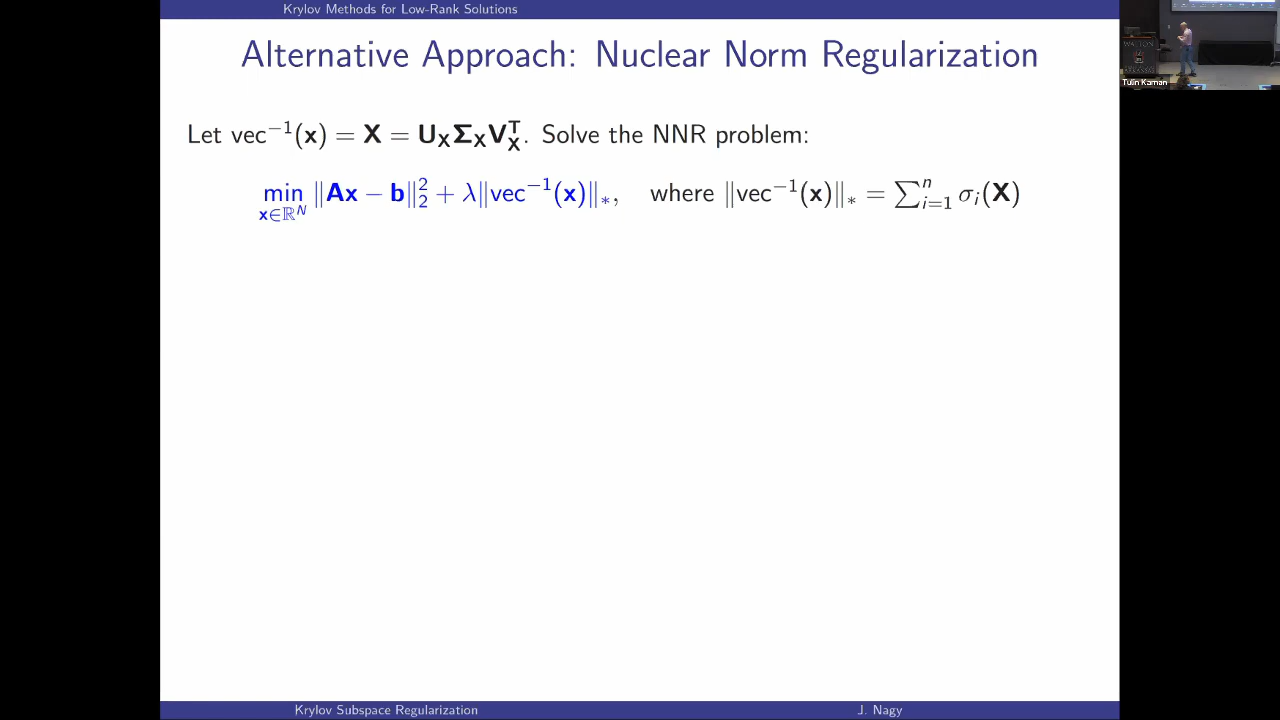 Krylov Methods for Low-Rank Solutions
Alternative Approach: Nuclear Norm Regularization
Let vec⁻¹(x) = X = U_X Σ_X V_X^T. Solve the NNR problem:
min_{x∈ℝ^N} ‖Ax − b‖₂² + λ‖vec⁻¹(x)‖_*, where ‖vec⁻¹(x)‖_* = ∑_{i=1}^n σ_i(X)
Krylov Subspace Regularization J. Nagy
WALTON
Tulin Kaman